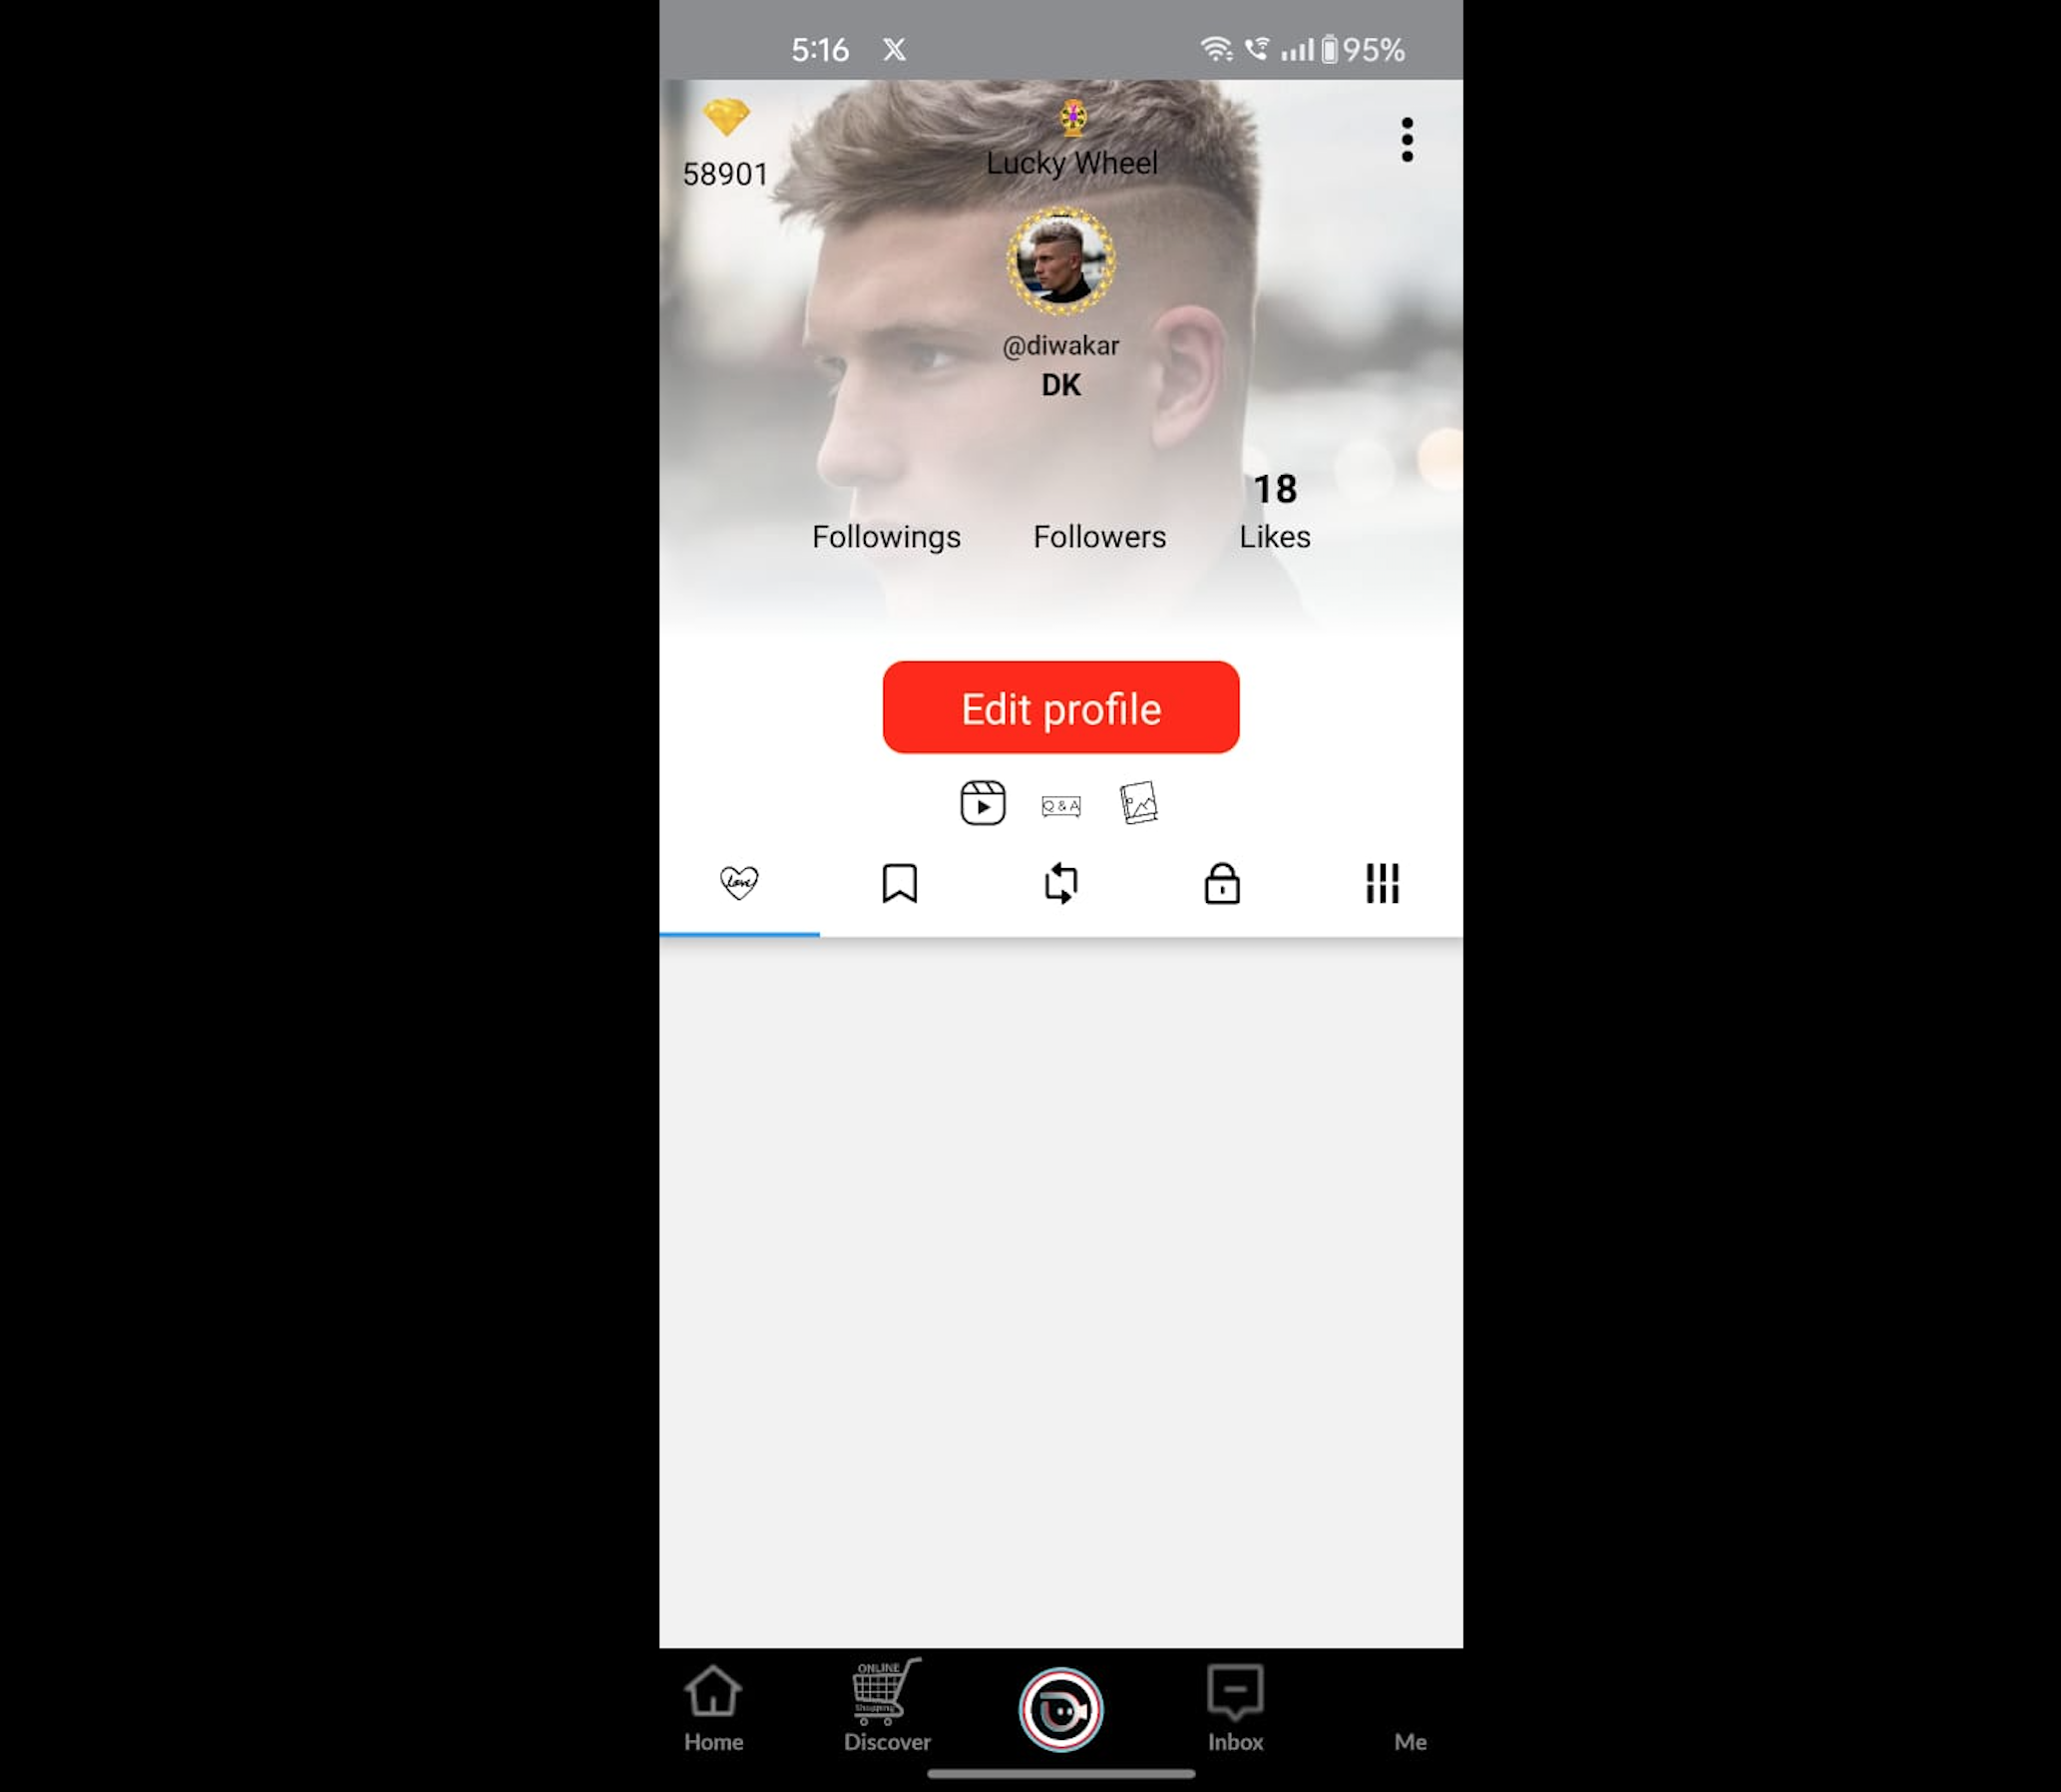 5:16 X 95%
58901
Lucky Wheel
@diwakar
DK
18
Followings Followers Likes
Edit profile
Q & A
Love
ONLINE
Shopping
Home Discover Inbox Me